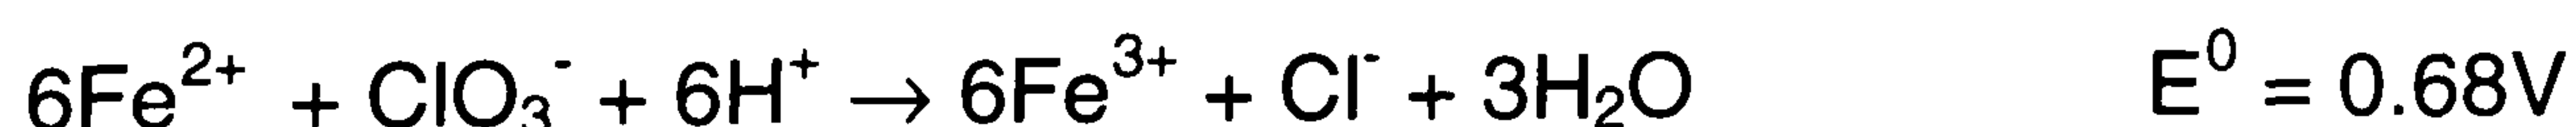 6Fe²⁺ + ClO₃⁻ + 6H⁺ → 6Fe³⁺ + Cl⁻ + 3H₂O E⁰ = 0.68V